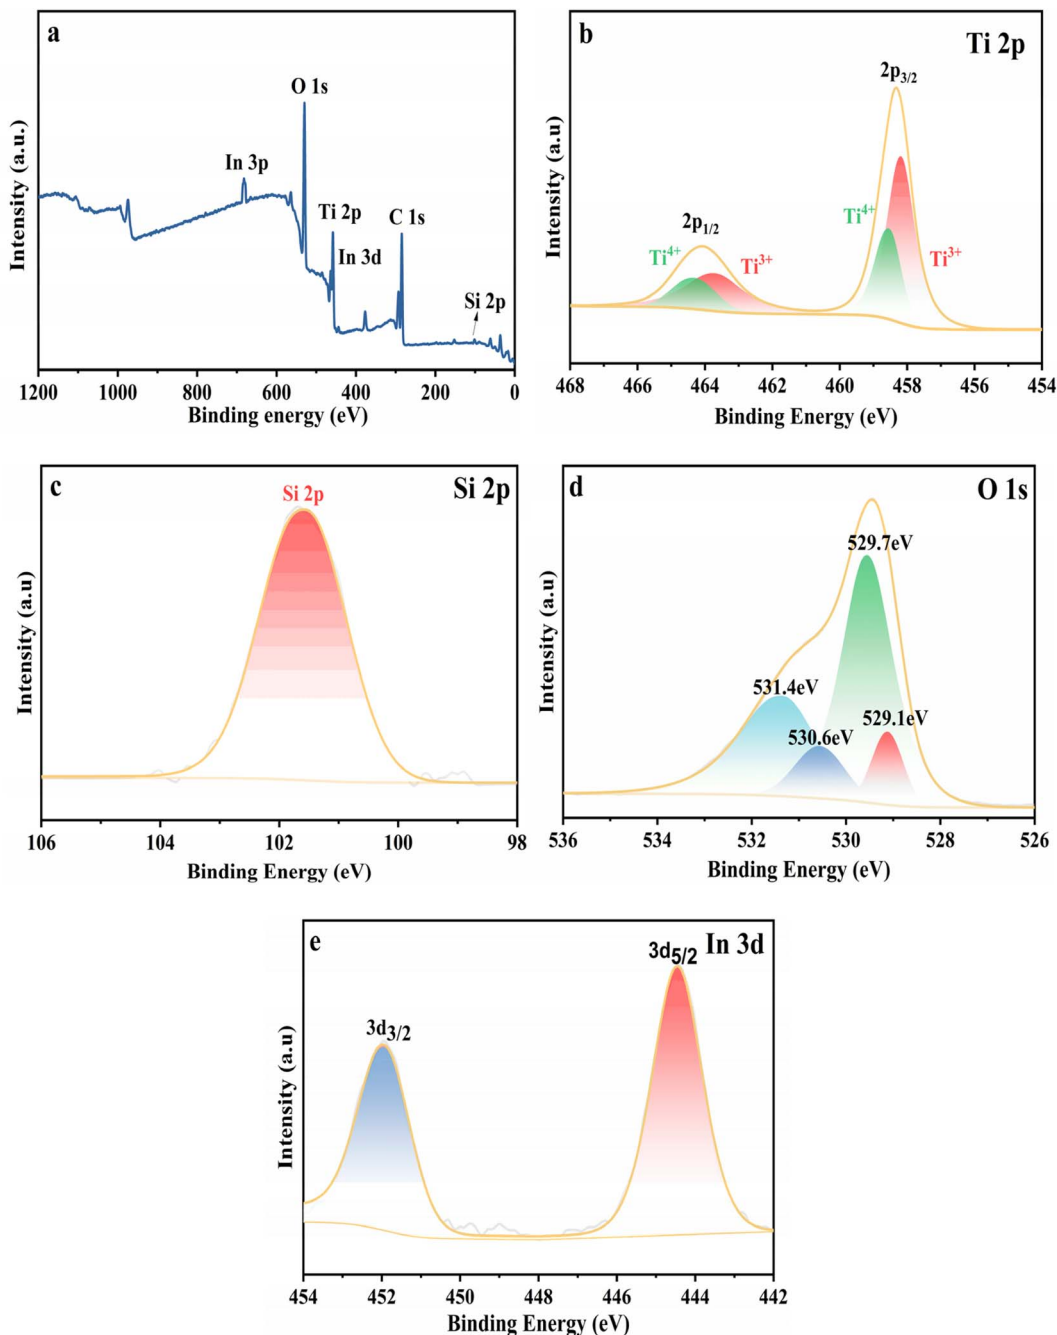 a
O 1s
In 3p
Ti 2p
C 1s
In 3d
Si 2p
Intensity (a.u.)
1200 1000 800 600 400 200 0
Binding energy (eV)
b
Ti 2p
2p3/2
Ti4+
2p1/2
Ti4+
Ti3+
Ti3+
Intensity (a.u)
468 466 464 462 460 458 456 454
Binding Energy (eV)
c
Si 2p
Si 2p
Intensity (a.u)
106 104 102 100 98
Binding Energy (eV)
d
O 1s
529.7eV
531.4eV
529.1eV
530.6eV
Intensity (a.u)
536 534 532 530 528 526
Binding Energy (eV)
e
In 3d
3d5/2
3d3/2
Intensity (a.u)
454 452 450 448 446 444 442
Binding Energy (eV)